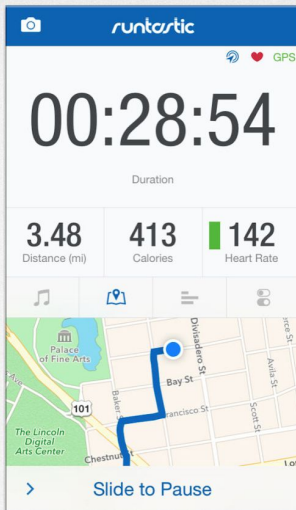 runtastic
GPS
00:28:54
Duration
3.48
Distance (mi)
413
Calories
142
Heart Rate
Palace
of Fine Arts
Divisadero St
Bay St
Avila St
101
Baker
Francisco St
Scott St
The Lincoln
Digital
Arts Center
Chestnut
Slide to Pause